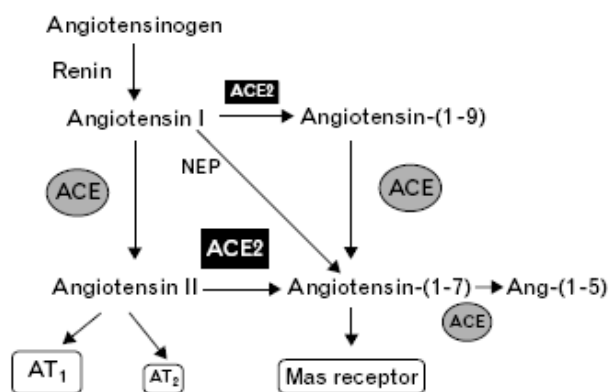 Angiotensinogen
Renin
ACE2
Angiotensin I
Angiotensin-(1-9)
NEP
ACE
ACE
ACE2
Angiotensin II
Angiotensin-(1-7)
Ang-(1-5)
ACE
AT1
AT2
Mas receptor